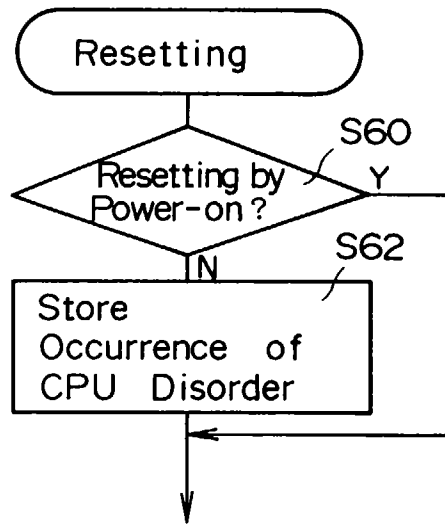 Resetting
S60
Resetting by
Power-on?
Y
N
S62
Store
Occurrence of
CPU Disorder